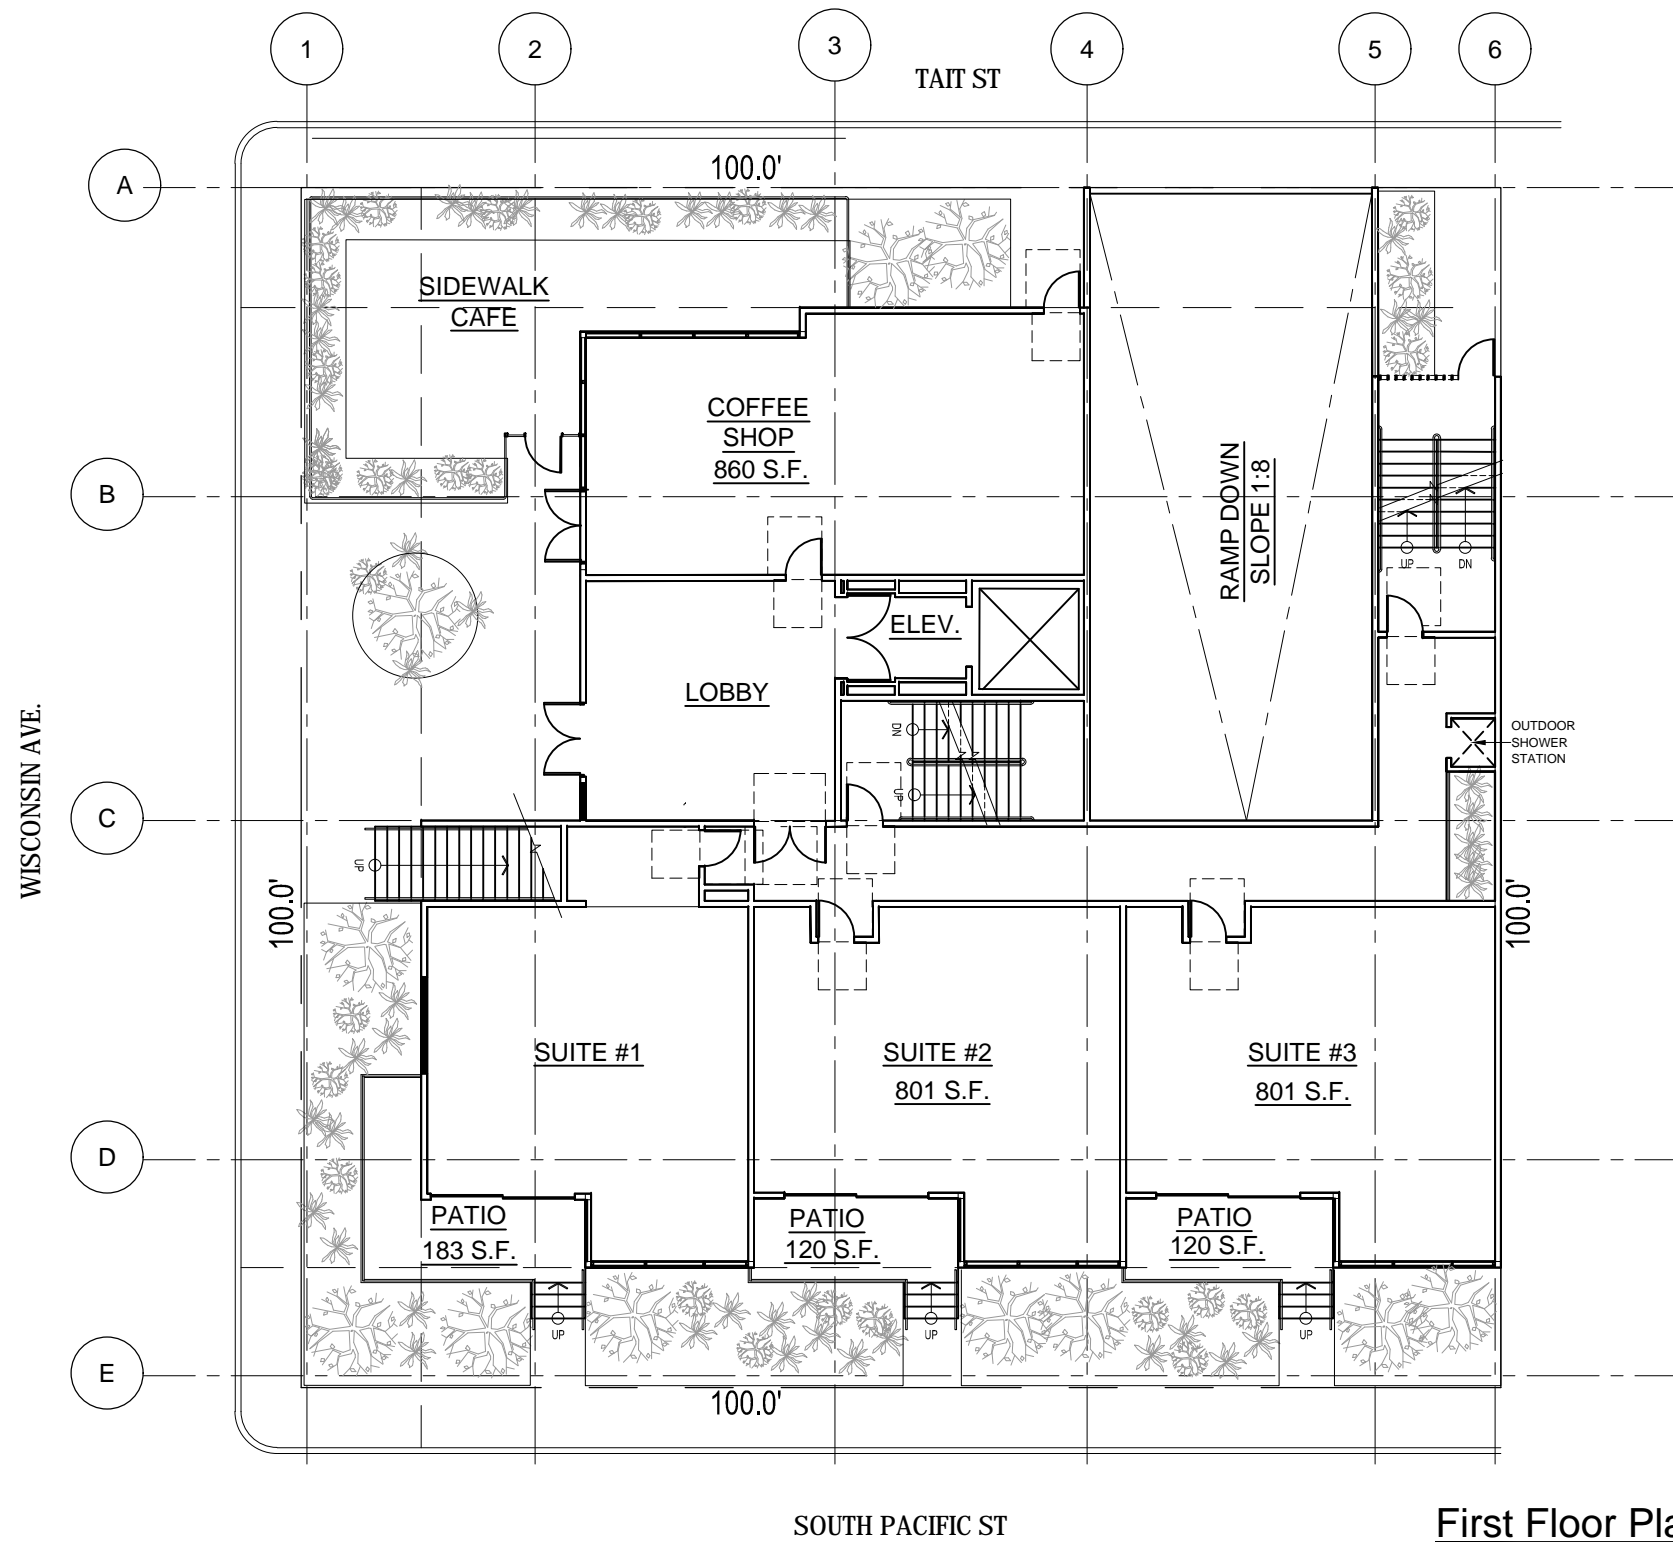 1
2
3
4
5
6
TAIT ST
A
100.0'
SIDEWALK
CAFE
COFFEE
SHOP
860 S.F.
B
RAMP DOWN
SLOPE 1:8
UP
DN
ELEV.
LOBBY
DN
UP
OUTDOOR
SHOWER
STATION
WISCONSIN AVE.
C
UP
100.0'
100.0'
SUITE #1
SUITE #2
801 S.F.
SUITE #3
801 S.F.
D
PATIO
183 S.F.
PATIO
120 S.F.
PATIO
120 S.F.
UP
UP
UP
E
100.0'
SOUTH PACIFIC ST
First Floor Pla